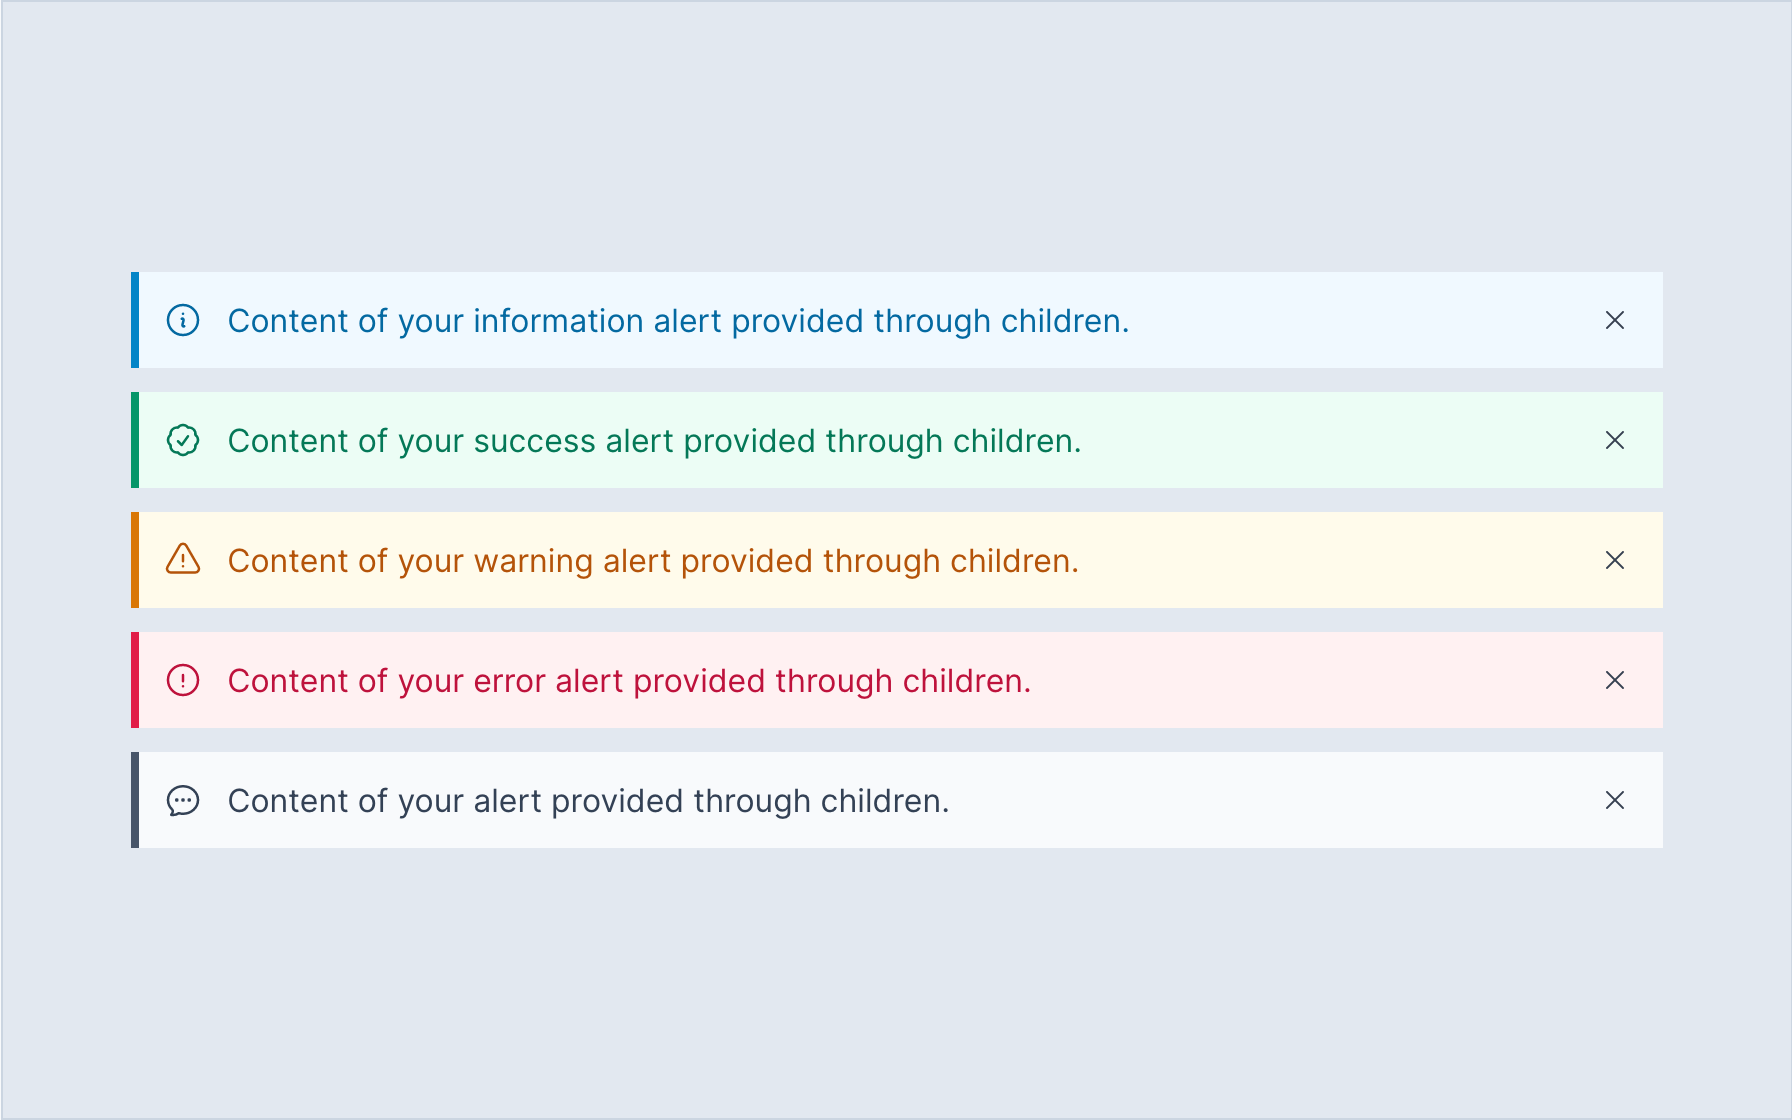 Content of your information alert provided through children.
Content of your success alert provided through children.
Content of your warning alert provided through children.
Content of your error alert provided through children.
Content of your alert provided through children.